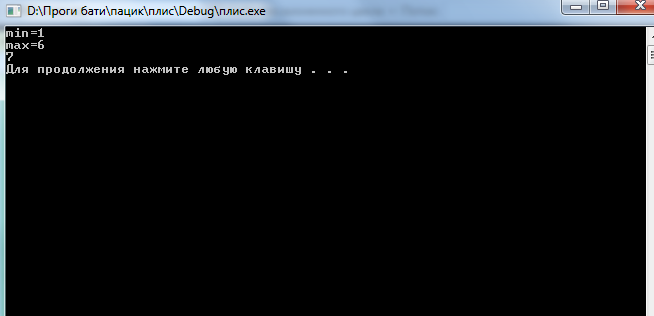 D:\Проги бати\пацик\плис\Debug\плис.exe
min=1
max=6
7
Для продолжения нажмите любую клавишу . . .